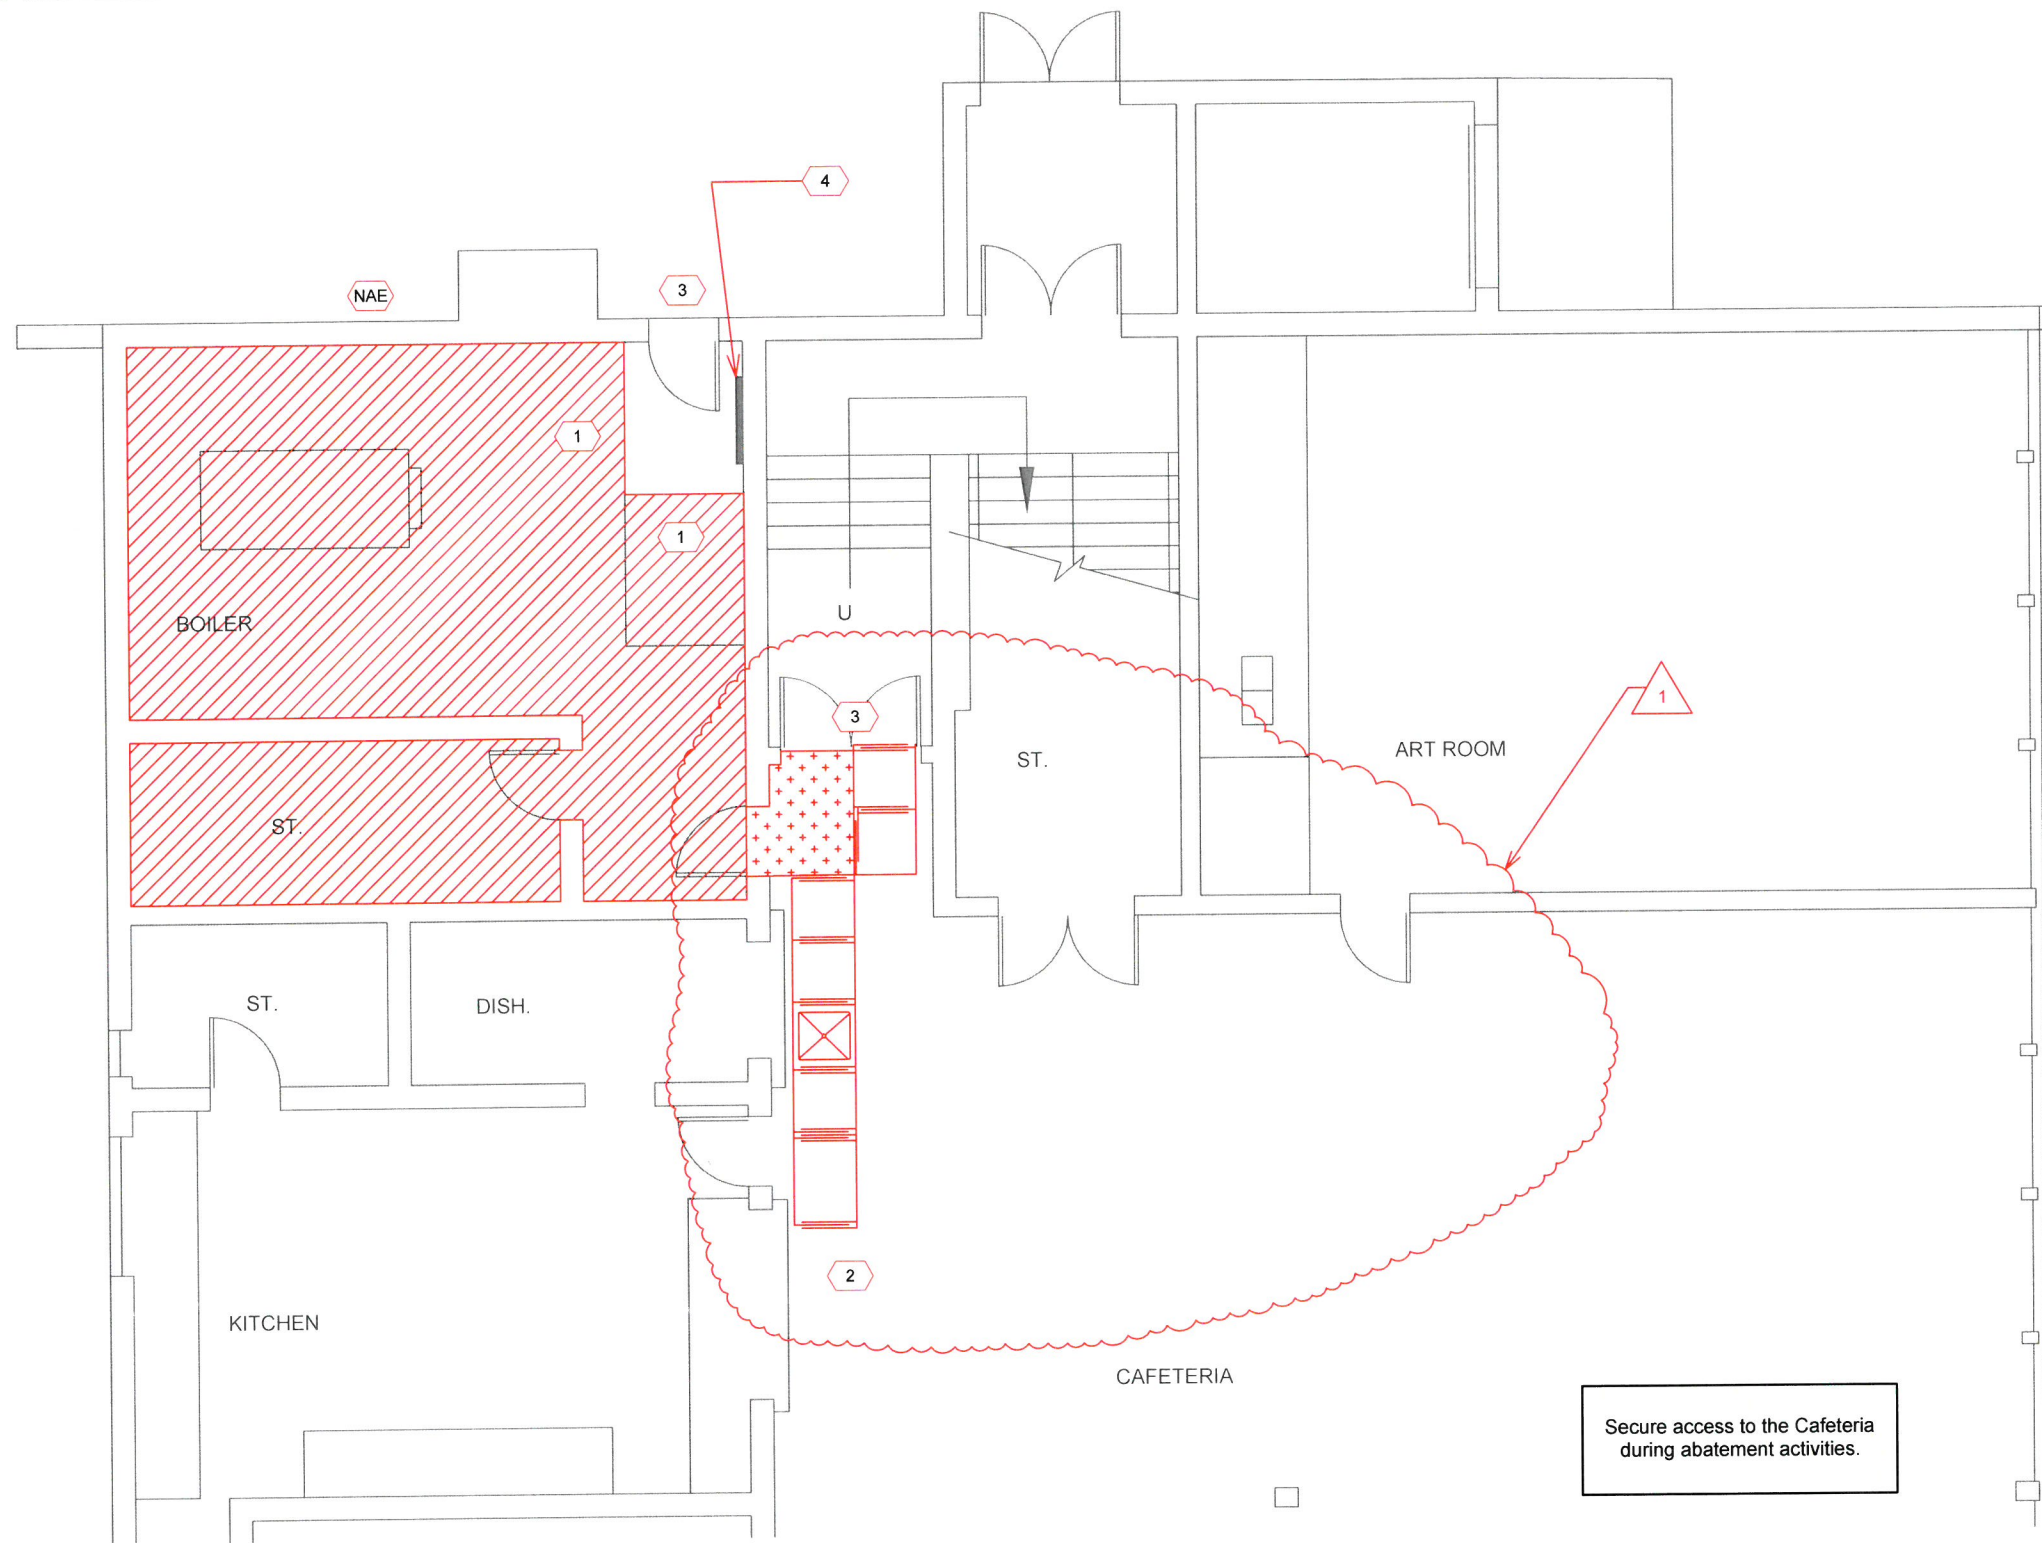 4
NAE
3
1
1
BOILER
U
1
3
ART ROOM
ST.
ST.
ST.
DISH.
2
KITCHEN
CAFETERIA
Secure access to the Cafeteria
during abatement activities.